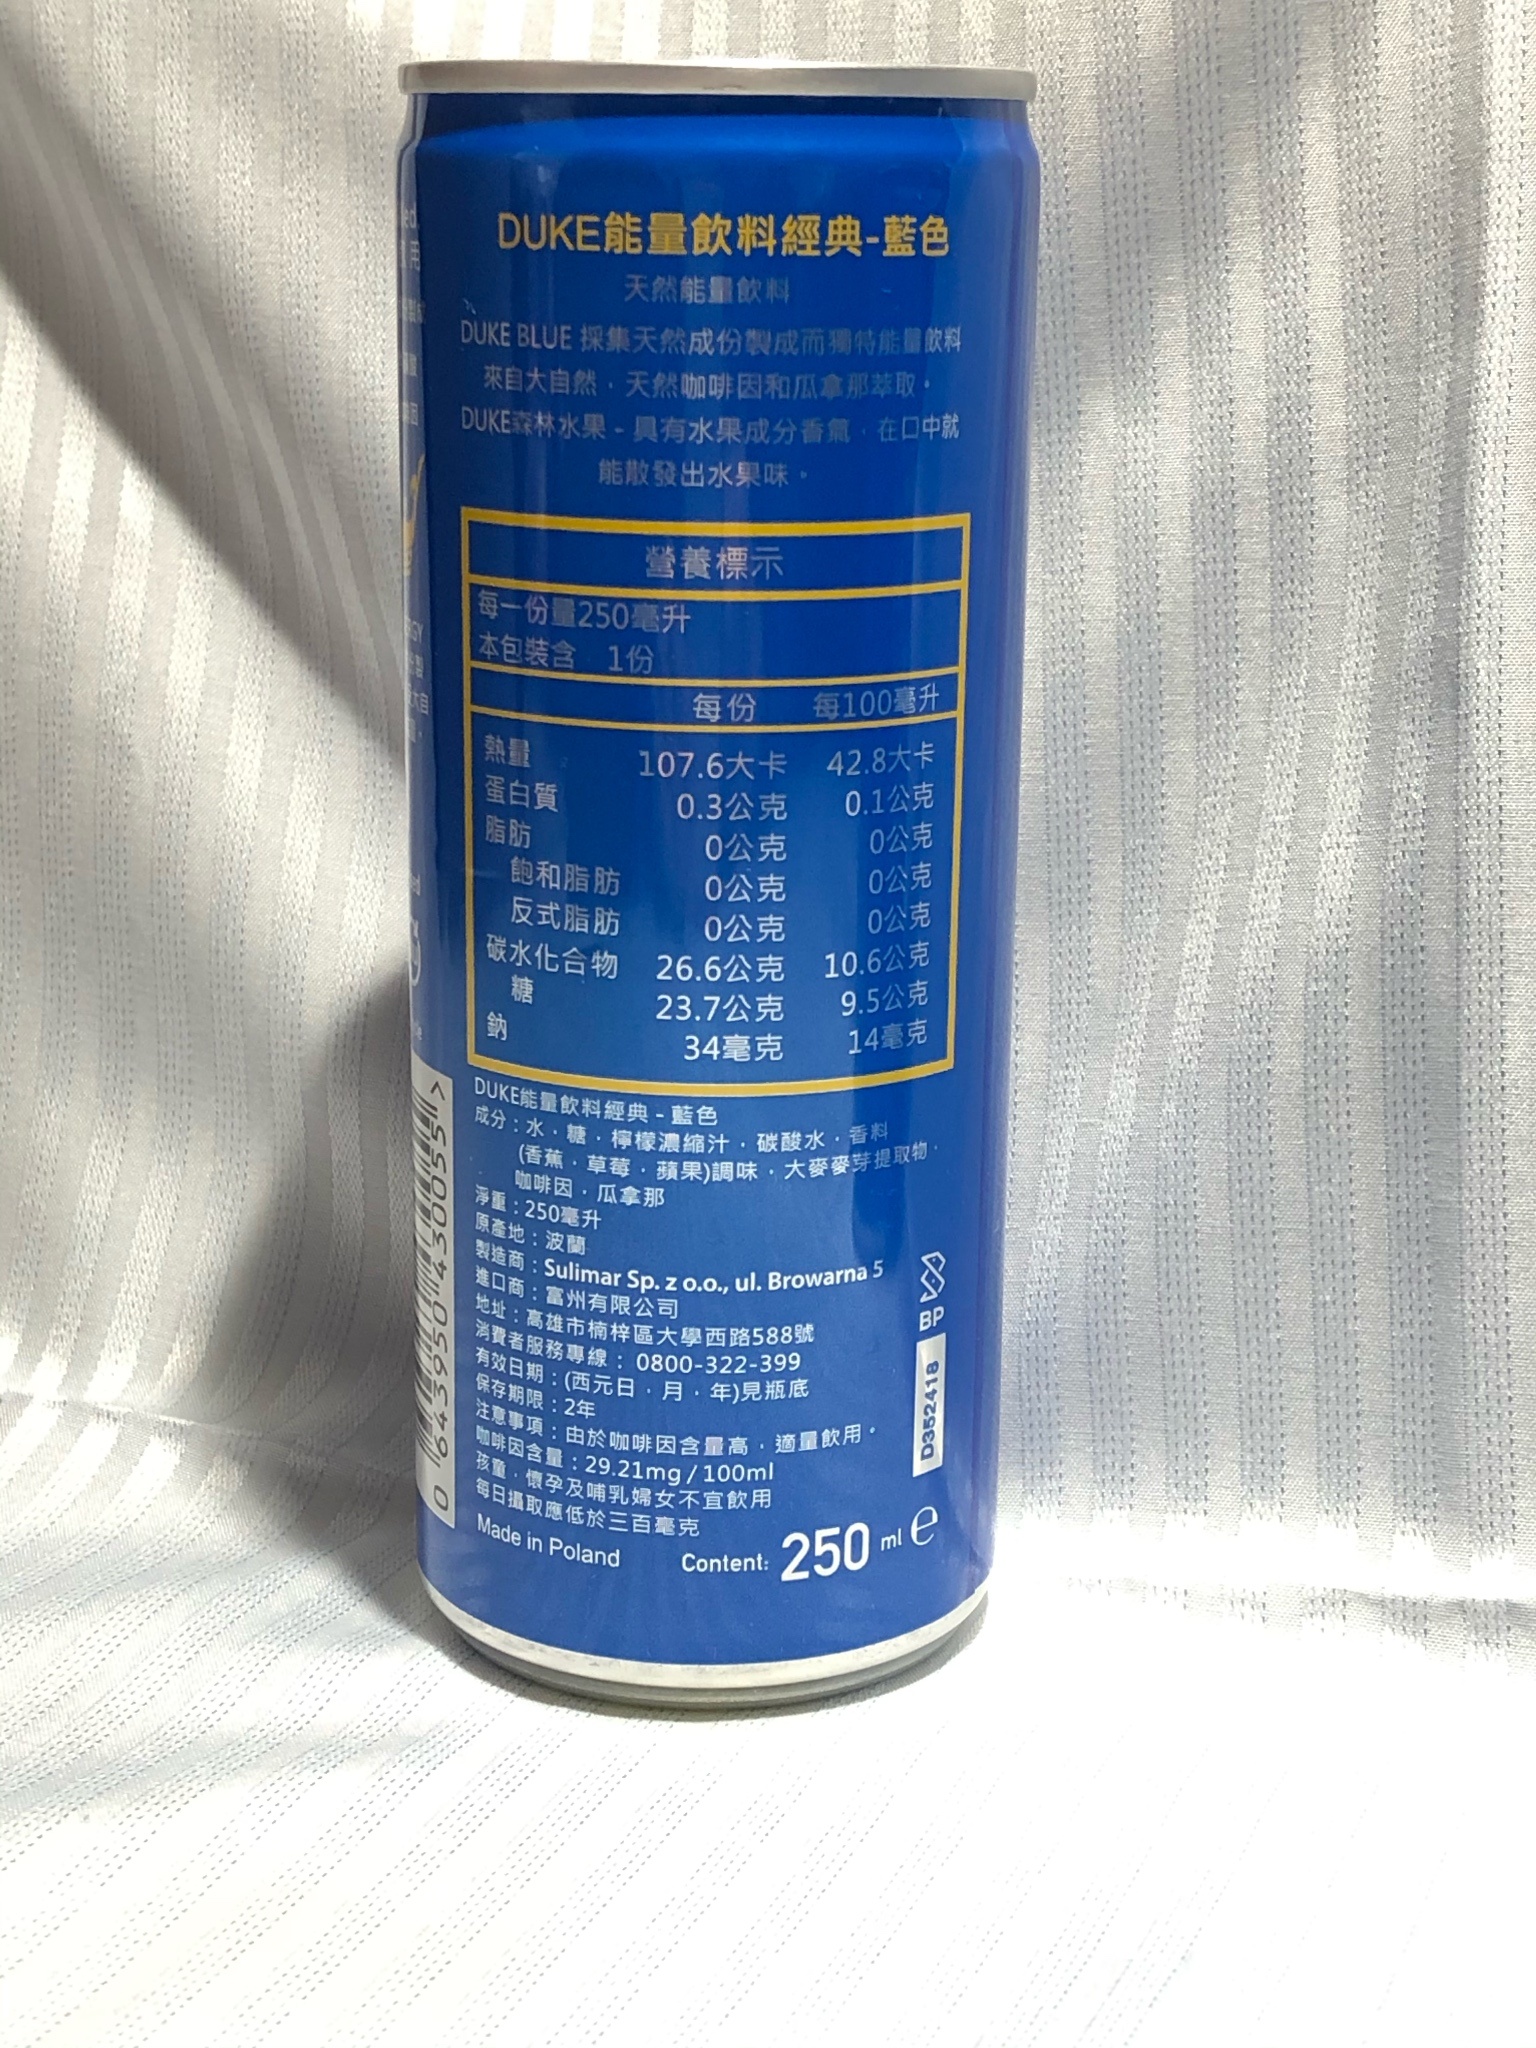 DUKE能量飲料經典-藍色
天然能量飲料
DUKE BLUE 採集天然成份製成而獨特能量飲料
來自大自然，天然咖啡因和瓜拿那萃取。
DUKE森林水果 - 具有水果成分香氣，在口中就
能散發出水果味。
營養標示
每一份量250毫升
本包裝含 1份
每份 每100毫升
熱量 107.6大卡 42.8大卡
蛋白質 0.3公克 0.1公克
脂肪 0公克 0公克
飽和脂肪 0公克 0公克
反式脂肪 0公克 0公克
碳水化合物 26.6公克 10.6公克
糖 23.7公克 9.5公克
鈉 34毫克 14毫克
DUKE能量飲料經典 - 藍色
成分：水，糖，檸檬濃縮汁，碳酸水，香料
(香蕉，草莓，蘋果)調味，大麥麥芽提取物，
咖啡因，瓜拿那
淨重：250毫升
原產地：波蘭
製造商：Sulimar Sp. z o.o., ul. Browarna 5
進口商：富州有限公司
地址：高雄市楠梓區大學西路588號
消費者服務專線：0800-322-399
有效日期：(西元日，月，年)見瓶底
保存期限：2年
注意事項：由於咖啡因含量高，適量飲用。
咖啡因含量：29.21mg / 100ml
孩童，懷孕及哺乳婦女不宜飲用
每日攝取應低於三百毫克
Made in Poland
Content: 250 ml e
BP
D352418
0 643950 430055 >